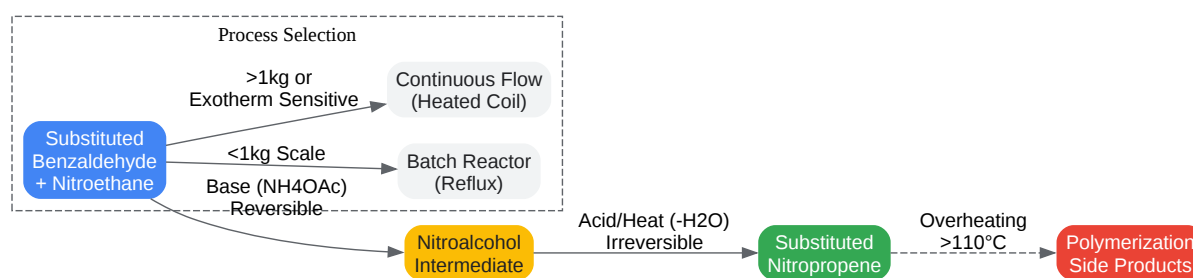 Process Selection
>1kg or
Exotherm Sensitive
Continuous Flow
(Heated Coil)
Substituted
Benzaldehyde
+ Nitroethane
<1kg Scale
Batch Reactor
(Reflux)
Base (NH4OAc)
Reversible
Nitroalcohol
Intermediate
Acid/Heat (-H2O)
Irreversible
Substituted
Nitropropene
Overheating
>110°C
Polymerization
Side Products